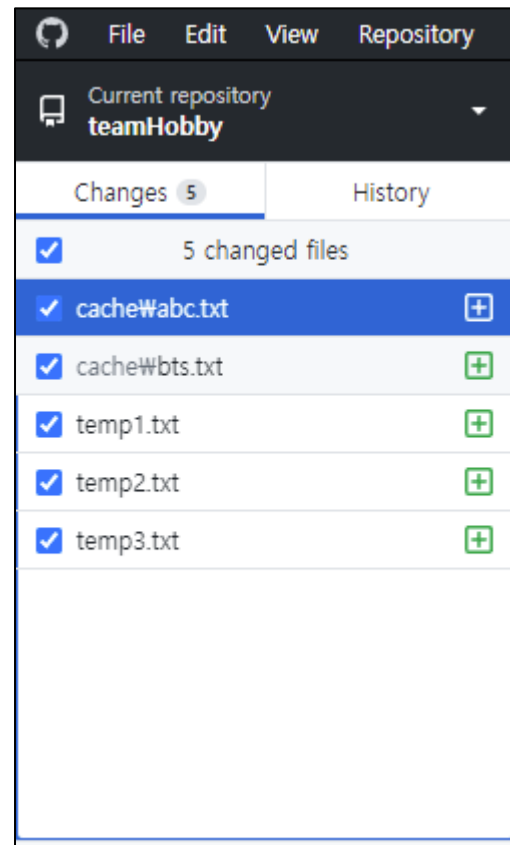 File Edit View Repository
Current repository
teamHobby
Changes 5 History
5 changed files
cache₩abc.txt
cache₩bts.txt
temp1.txt
temp2.txt
temp3.txt